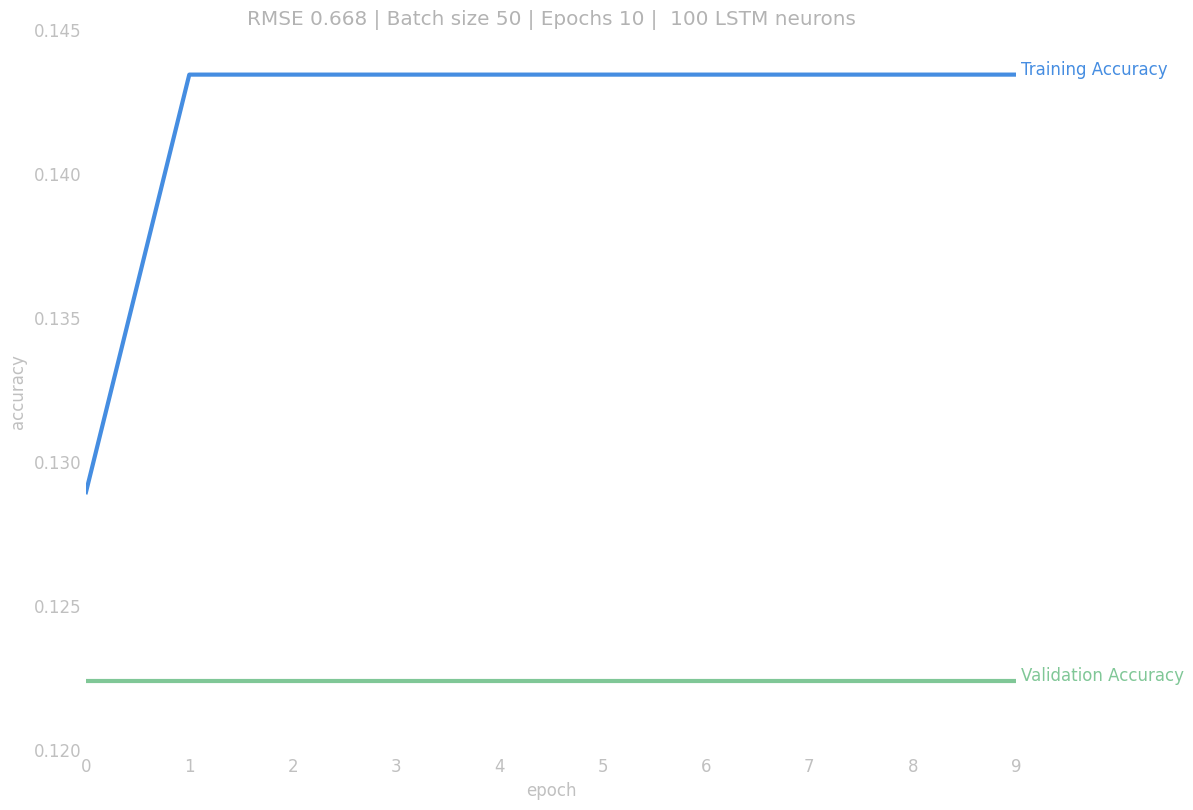 RMSE 0.668 | Batch size 50 | Epochs 10 |  100 LSTM neurons
0.145
0.140
0.135
0.130
0.125
0.120
accuracy
Training Accuracy
Validation Accuracy
0 1 2 3 4 5 6 7 8 9
epoch